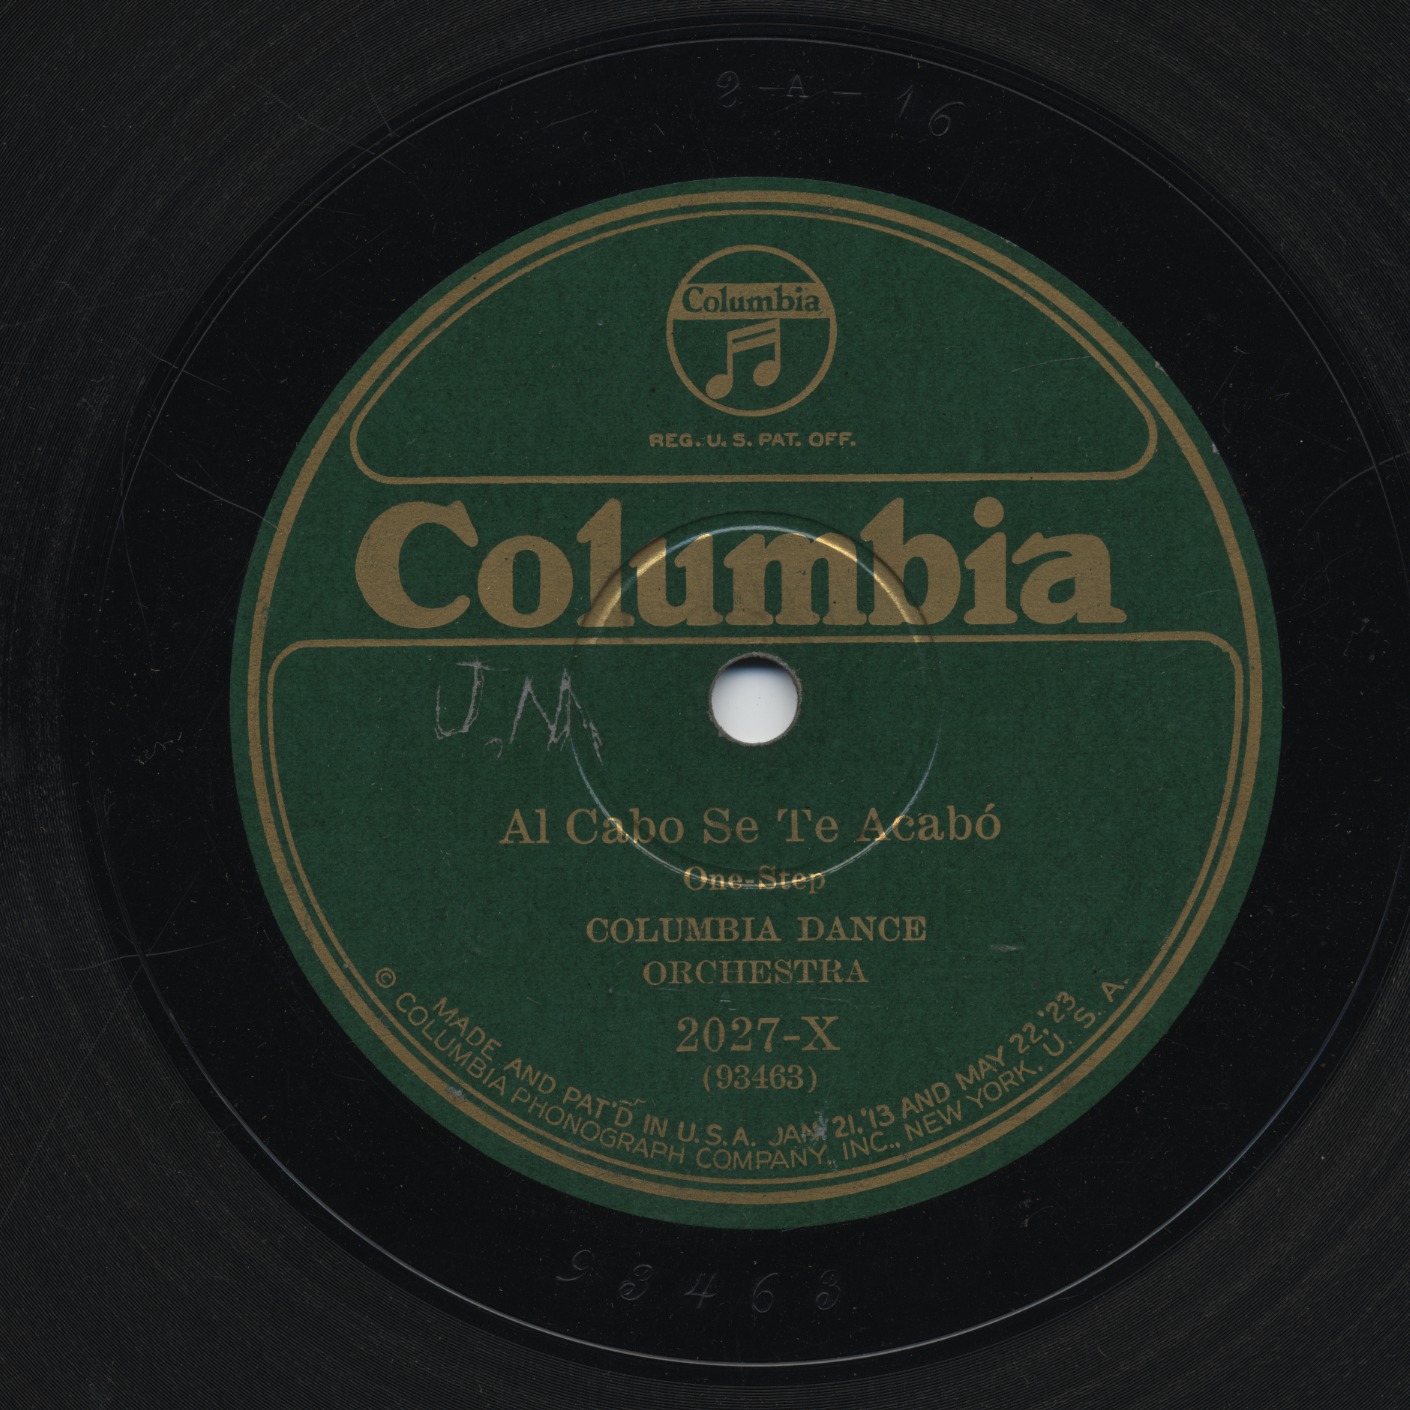 2-A-16
Columbia
REG. U. S. PAT. OFF.
Columbia
J.M.
Al Cabo Se Te Acabó
One-Step
COLUMBIA DANCE
ORCHESTRA
2027-X
(93463)
MADE AND PAT'D IN U.S.A. JAN. 21,'13 AND MAY 22,'23
© COLUMBIA PHONOGRAPH COMPANY, INC., NEW YORK, U. S. A.
93463